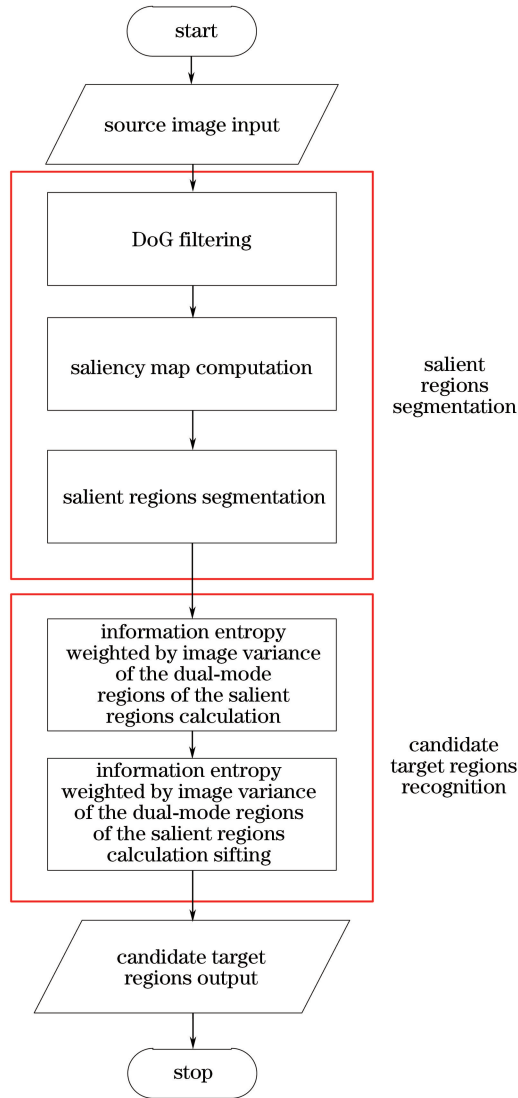 start
source image input
DoG filtering
saliency map computation
salient regions segmentation
salient
regions
segmentation
information entropy
weighted by image variance
of the dual-mode
regions of the salient
regions calculation
information entropy
weighted by image variance
of the dual-mode regions
of the salient regions
calculation sifting
candidate
target regions
recognition
candidate target
regions output
stop